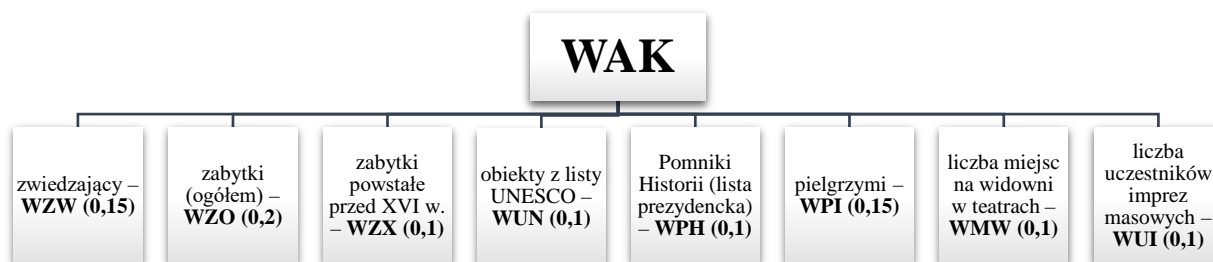 WAK
zwiedzający –
WZW (0,15)
zabytki
(ogółem) –
WZO (0,2)
zabytki
powstałe
przed XVI w.
– WZX (0,1)
obiekty z listy
UNESCO –
WUN (0,1)
Pomniki
Historii (lista
prezydencka)
– WPH (0,1)
pielgrzymi –
WPI (0,15)
liczba miejsc
na widowni
w teatrach –
WMW (0,1)
liczba
uczestników
imprez
masowych –
WUI (0,1)